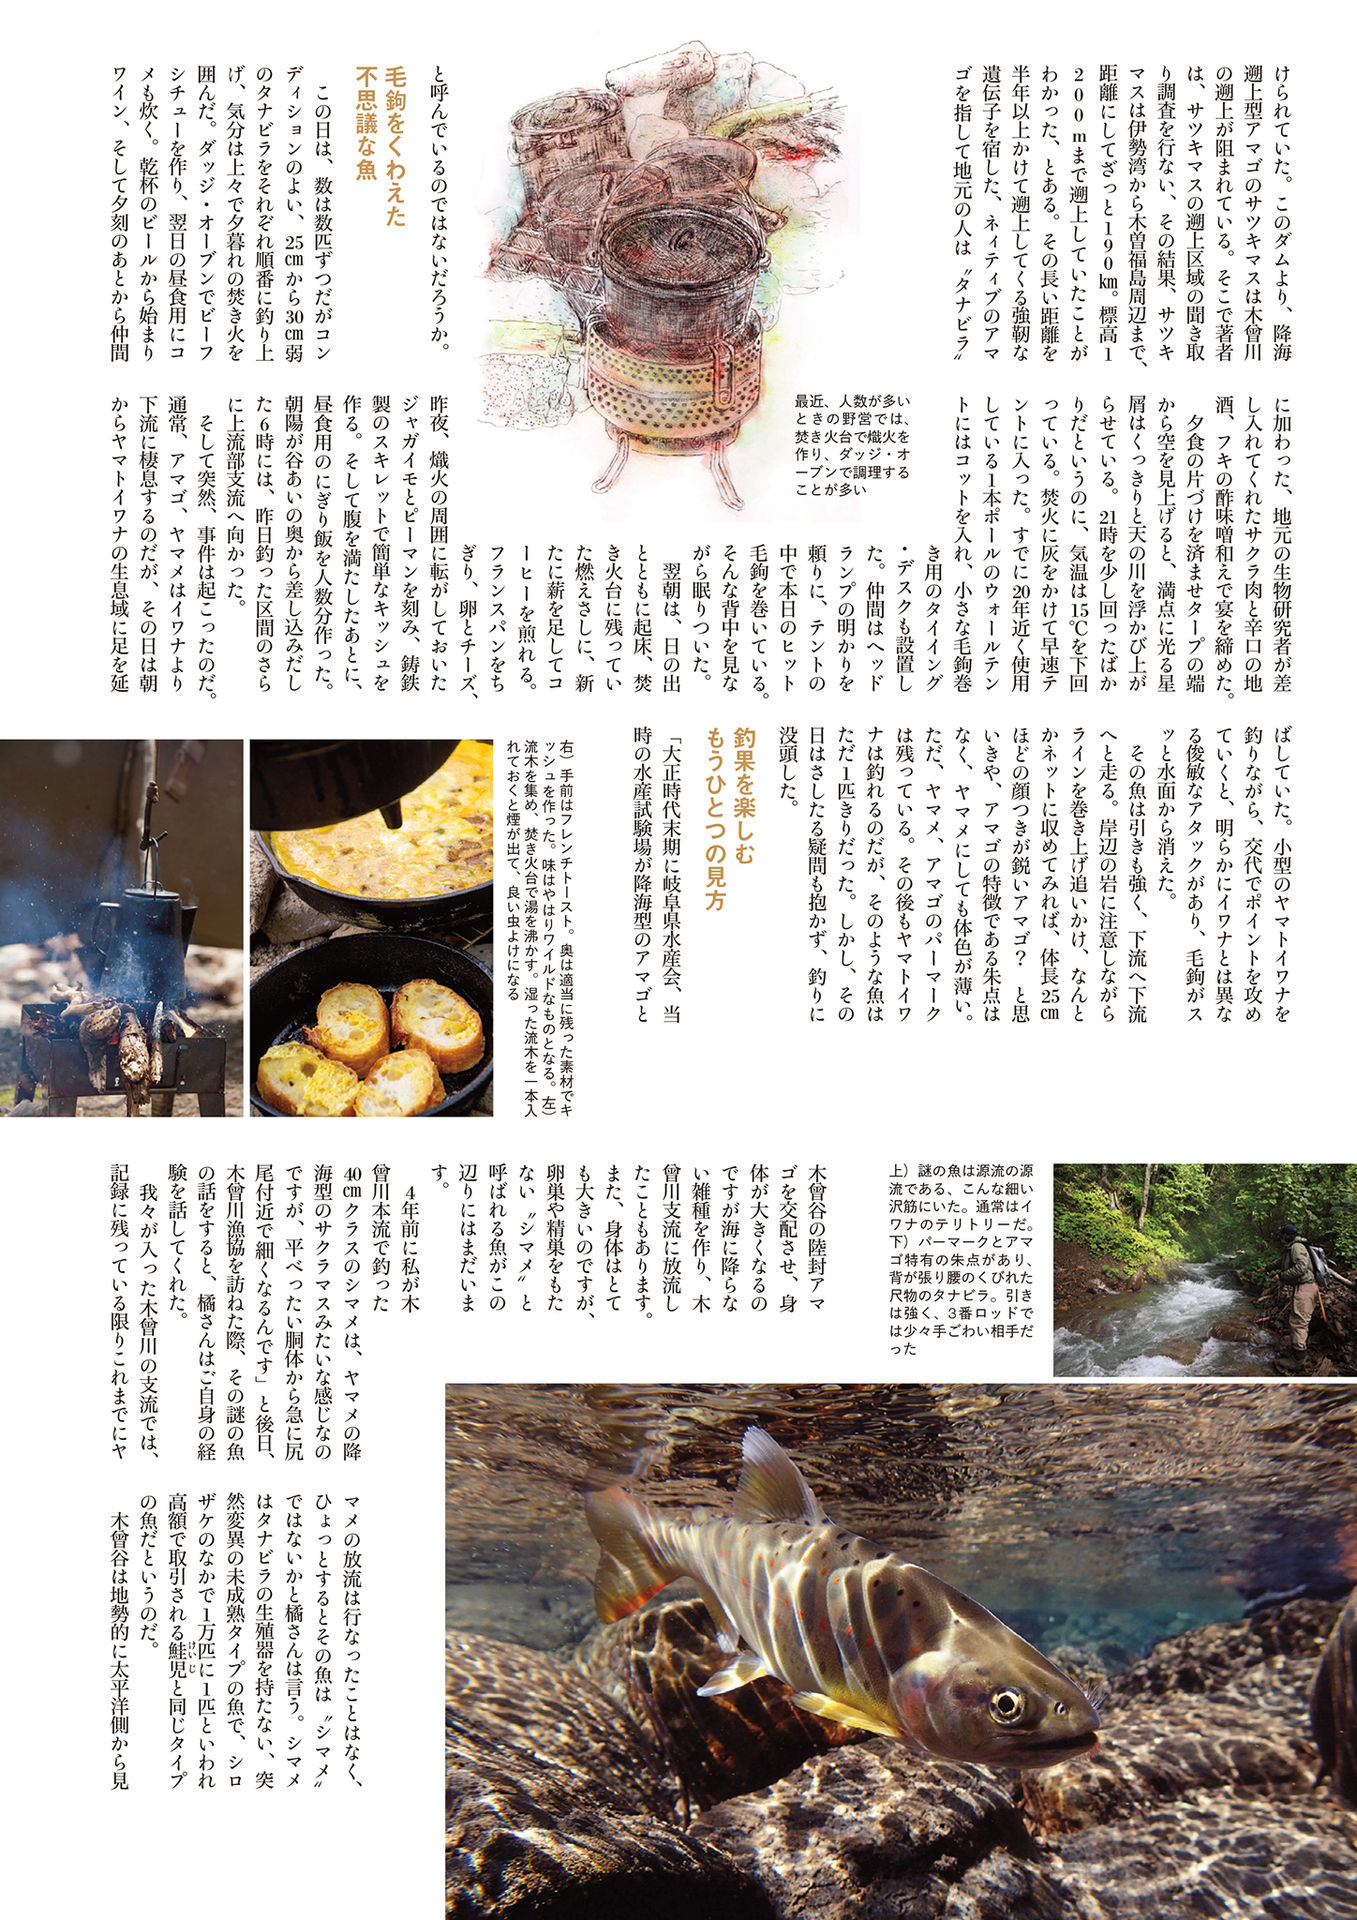 けられていた。このダムより、降海
遡上型アマゴのサツキマスは木曾川
の遡上が阻まれている。そこで著者
は、サツキマスの遡上区域の聞き取
り調査を行ない、その結果、サツキ
マスは伊勢湾から木曽福島周辺まで、
距離にしてざっと190㎞。標高1
200mまで遡上していたことが
わかった、とある。その長い距離を
半年以上かけて遡上してくる強靭な
遺伝子を宿した、ネィティブのアマ
ゴを指して地元の人は〝タナビラ〟
と呼んでいるのではないだろうか。
毛鉤をくわえた
不思議な魚
この日は、数は数匹ずつだがコン
ディションのよい、25㎝から30㎝弱
のタナビラをそれぞれ順番に釣り上
げ、気分は上々で夕暮れの焚き火を
囲んだ。ダッジ・オーブンでビーフ
シチューを作り、翌日の昼食用にコ
メも炊く。乾杯のビールから始まり
ワイン、そして夕刻のあとから仲間
に加わった、地元の生物研究者が差
し入れてくれたサクラ肉と辛口の地
酒、フキの酢味噌和えで宴を締めた。
夕食の片づけを済ませタープの端
から空を見上げると、満点に光る星
屑はくっきりと天の川を浮かび上が
らせている。21時を少し回ったばか
りだというのに、気温は15℃を下回
っている。焚火に灰をかけて早速テ
ントに入った。すでに20年近く使用
している1本ポールのウォールテン
トにはコットを入れ、小さな毛鉤巻
き用のタイイング
・デスクも設置し
た。仲間はヘッド
ランプの明かりを
頼りに、テントの
中で本日のヒット
毛鉤を巻いている。
そんな背中を見な
がら眠りついた。
翌朝は、日の出
とともに起床、焚
き火台に残ってい
た燃えさしに、新
たに薪を足してコ
ーヒーを煎れる。
フランスパンをち
ぎり、卵とチーズ、
昨夜、熾火の周囲に転がしておいた
ジャガイモとピーマンを刻み、鋳鉄
製のスキレットで簡単なキッシュを
作る。そして腹を満たしたあとに、
昼食用のにぎり飯を人数分作った。
朝陽が谷あいの奥から差し込みだし
た6時には、昨日釣った区間のさら
に上流部支流へ向かった。
そして突然、事件は起こったのだ。
通常、アマゴ、ヤマメはイワナより
下流に棲息するのだが、その日は朝
からヤマトイワナの生息域に足を延
最近、人数が多い
ときの野営では、
焚き火台で熾火を
作り、ダッジ・オ
ーブンで調理する
ことが多い
ばしていた。小型のヤマトイワナを
釣りながら、交代でポイントを攻め
ていくと、明らかにイワナとは異な
る俊敏なアタックがあり、毛鉤がス
ッと水面から消えた。
その魚は引きも強く、下流へ下流
へと走る。岸辺の岩に注意しながら
ラインを巻き上げ追いかけ、なんと
かネットに収めてみれば、体長25㎝
ほどの顔つきが鋭いアマゴ？　と思
いきや、アマゴの特徴である朱点は
なく、ヤマメにしても体色が薄い。
ただ、ヤマメ、アマゴのパーマーク
は残っている。その後もヤマトイワ
ナは釣れるのだが、そのような魚は
ただ1匹きりだった。しかし、その
日はさしたる疑問も抱かず、釣りに
没頭した。
釣果を楽しむ
もうひとつの見方
「大正時代末期に岐阜県水産会、当
時の水産試験場が降海型のアマゴと
右）手前はフレンチトースト。奥は適当に残った素材でキ
ッシュを作った。味はやはりワイルドなものとなる。左）
流木を集め、焚き火台で湯を沸かす。湿った流木を一本入
れておくと煙が出て、良い虫よけになる
上）謎の魚は源流の源
流である、こんな細い
沢筋にいた。通常はイ
ワナのテリトリーだ。
下）パーマークとアマ
ゴ特有の朱点があり、
背が張り腰のくびれた
尺物のタナビラ。引き
は強く、3番ロッドで
は少々手ごわい相手だ
った
木曾谷の陸封アマ
ゴを交配させ、身
体が大きくなるの
ですが海に降らな
い雑種を作り、木
曾川支流に放流し
たこともあります。
また、身体はとて
も大きいのですが、
卵巣や精巣をもた
ない〝シマメ〟と
呼ばれる魚がこの
辺りにはまだいま
す。
4年前に私が木
曾川本流で釣った
40㎝クラスのシマメは、ヤマメの降
海型のサクラマスみたいな感じなの
ですが、平べったい胴体から急に尻
尾付近で細くなるんです」と後日、
木曾川漁協を訪ねた際、その謎の魚
の話をすると、橘さんはご自身の経
験を話してくれた。
我々が入った木曾川の支流では、
記録に残っている限りこれまでにヤ
マメの放流は行なったことはなく、
ひょっとするとその魚は〝シマメ〟
ではないかと橘さんは言う。シマメ
はタナビラの生殖器を持たない、突
然変異の未成熟タイプの魚で、シロ
ザケのなかで1万匹に1匹といわれ
高額で取引される鮭児と同じタイプ
けいじ
の魚だというのだ。
木曾谷は地勢的に太平洋側から見